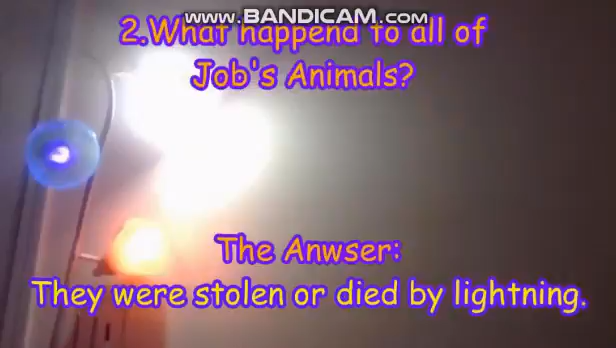 www.BANDICAM.com
2.What happend to all of
Job's Animals?
The Anwser:
They were stolen or died by lightning.